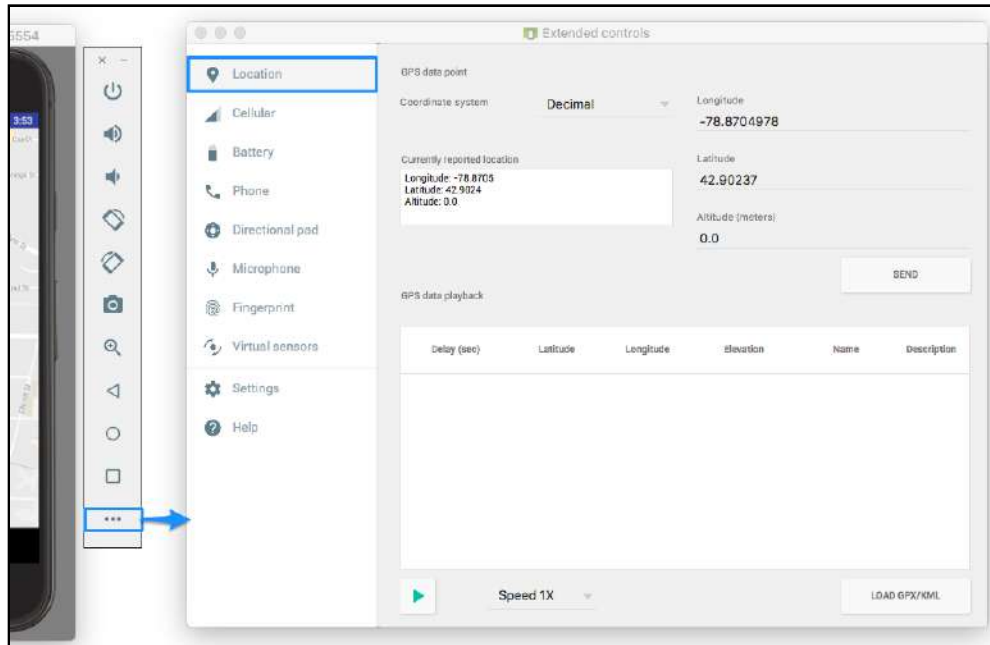 5554
3:53
Extended controls
Location
Cellular
Battery
Phone
Directional pad
Microphone
Fingerprint
Virtual sensors
Settings
Help
GPS data point
Coordinate system
Decimal
Longitude
-78.8704978
Currently reported location
Longitude: -78.8705
Latitude: 42.9024
Altitude: 0.0
Latitude
42.90237
Altitude (meters)
0.0
SEND
GPS data playback
Delay (sec) Latitude Longitude Elevation Name Description
Speed 1X
LOAD GPX/KML